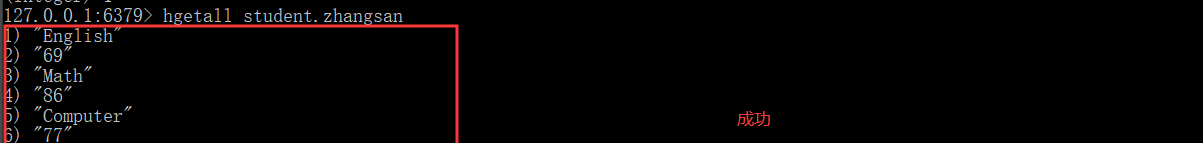 127.0.0.1:6379> hgetall student.zhangsan
1) "English"
2) "69"
3) "Math"
4) "86"
5) "Computer"
成功
6) "77"